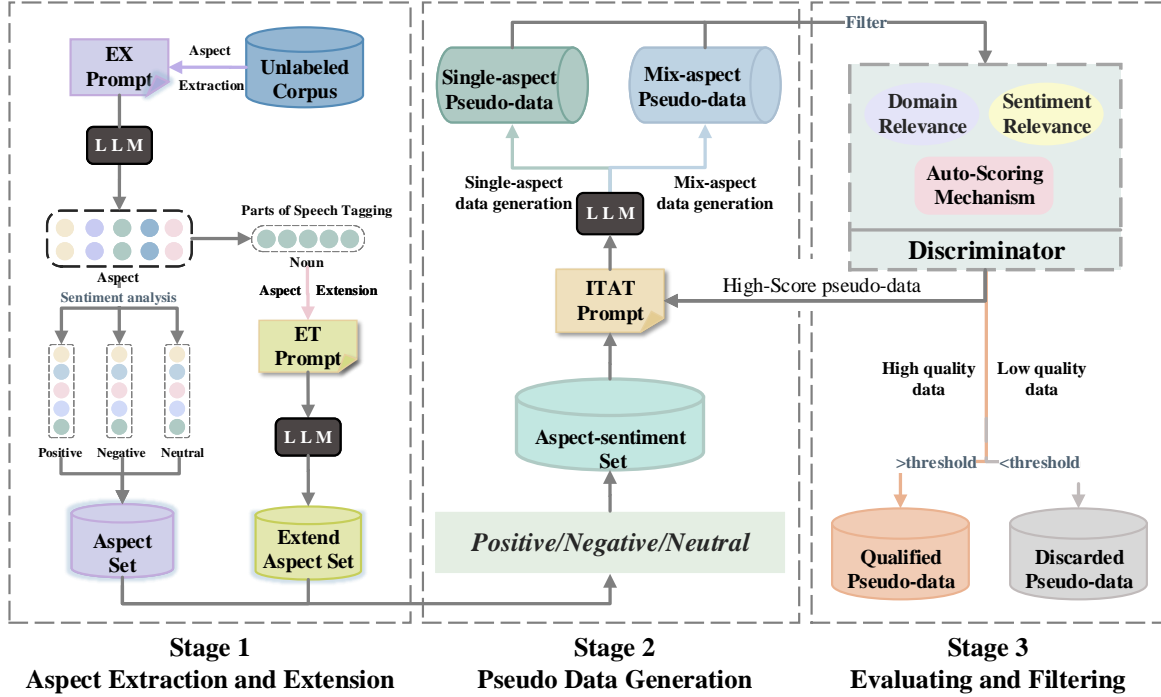 EX
Prompt
Aspect
Extraction
Unlabeled
Corpus
LLM
Aspect
Parts of Speech Tagging
Noun
Sentiment analysis
Aspect Extension
ET
Prompt
LLM
Positive
Negative
Neutral
Aspect
Set
Extend
Aspect Set
Stage 1
Aspect Extraction and Extension
Single-aspect
Pseudo-data
Mix-aspect
Pseudo-data
Single-aspect
data generation
Mix-aspect
data generation
LLM
ITAT
Prompt
Aspect-sentiment
Set
Positive/Negative/Neutral
Stage 2
Pseudo Data Generation
Filter
Domain
Relevance
Sentiment
Relevance
Auto-Scoring
Mechanism
Discriminator
High-Score pseudo-data
High quality
data
Low quality
data
>threshold
<threshold
Qualified
Pseudo-data
Discarded
Pseudo-data
Stage 3
Evaluating and Filtering